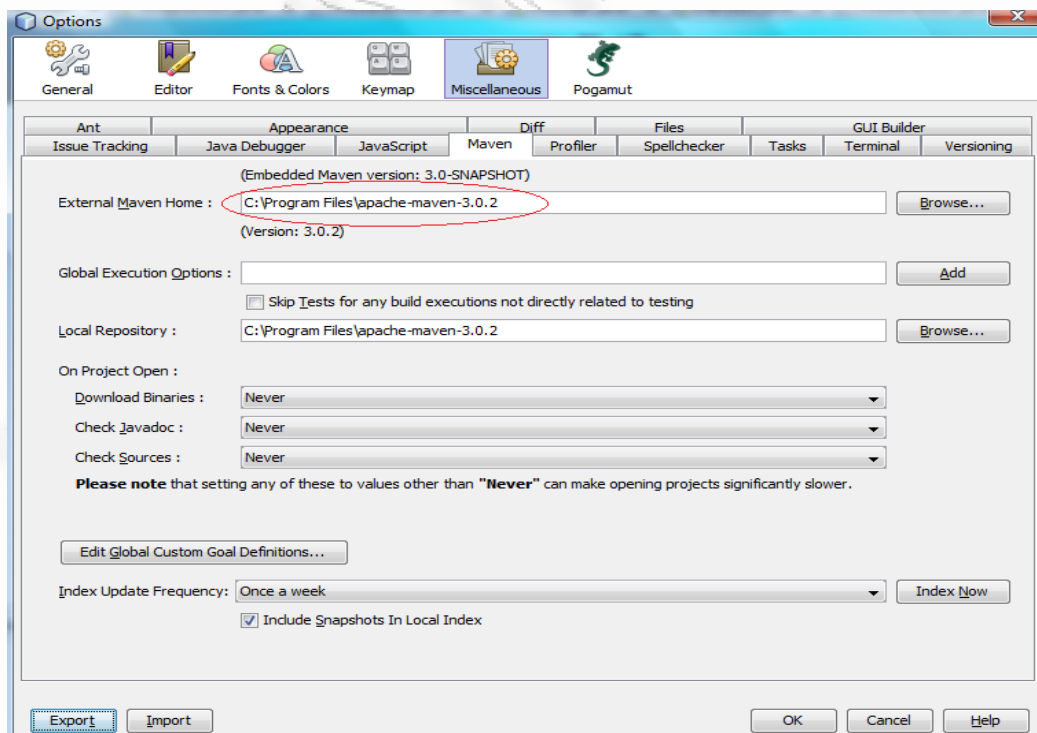 Options
General Editor Fonts & Colors Keymap Miscellaneous Pogamut
Ant Appearance Diff Files GUI Builder
Issue Tracking Java Debugger JavaScript Maven Profiler Spellchecker Tasks Terminal Versioning
(Embedded Maven version: 3.0-SNAPSHOT)
External Maven Home : C:\Program Files\apache-maven-3.0.2 Browse...
(Version: 3.0.2)
Global Execution Options : Add
Skip Tests for any build executions not directly related to testing
Local Repository : C:\Program Files\apache-maven-3.0.2 Browse...
On Project Open :
Download Binaries : Never
Check Javadoc : Never
Check Sources : Never
Please note that setting any of these to values other than "Never" can make opening projects significantly slower.
Edit Global Custom Goal Definitions...
Index Update Frequency: Once a week Index Now
Include Snapshots In Local Index
Export Import OK Cancel Help